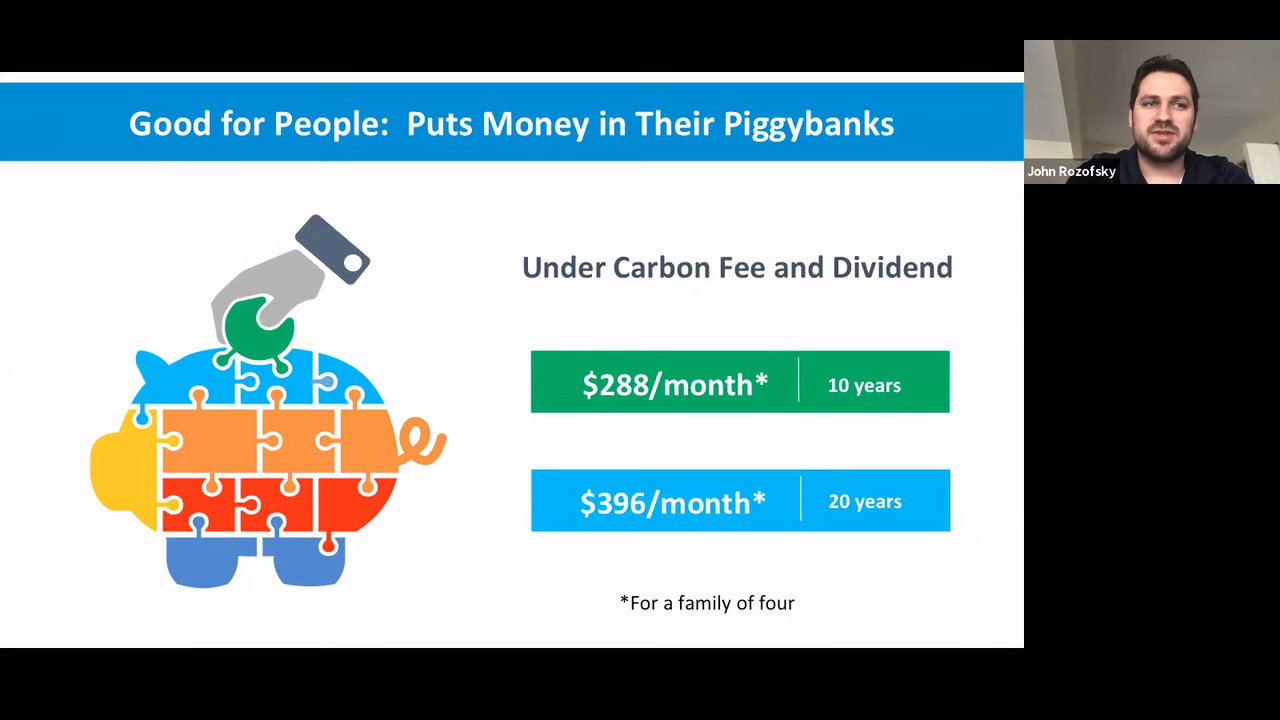 Good for People: Puts Money in Their Piggybanks
John Rozofsky
Under Carbon Fee and Dividend
$288/month* 10 years
$396/month* 20 years
*For a family of four